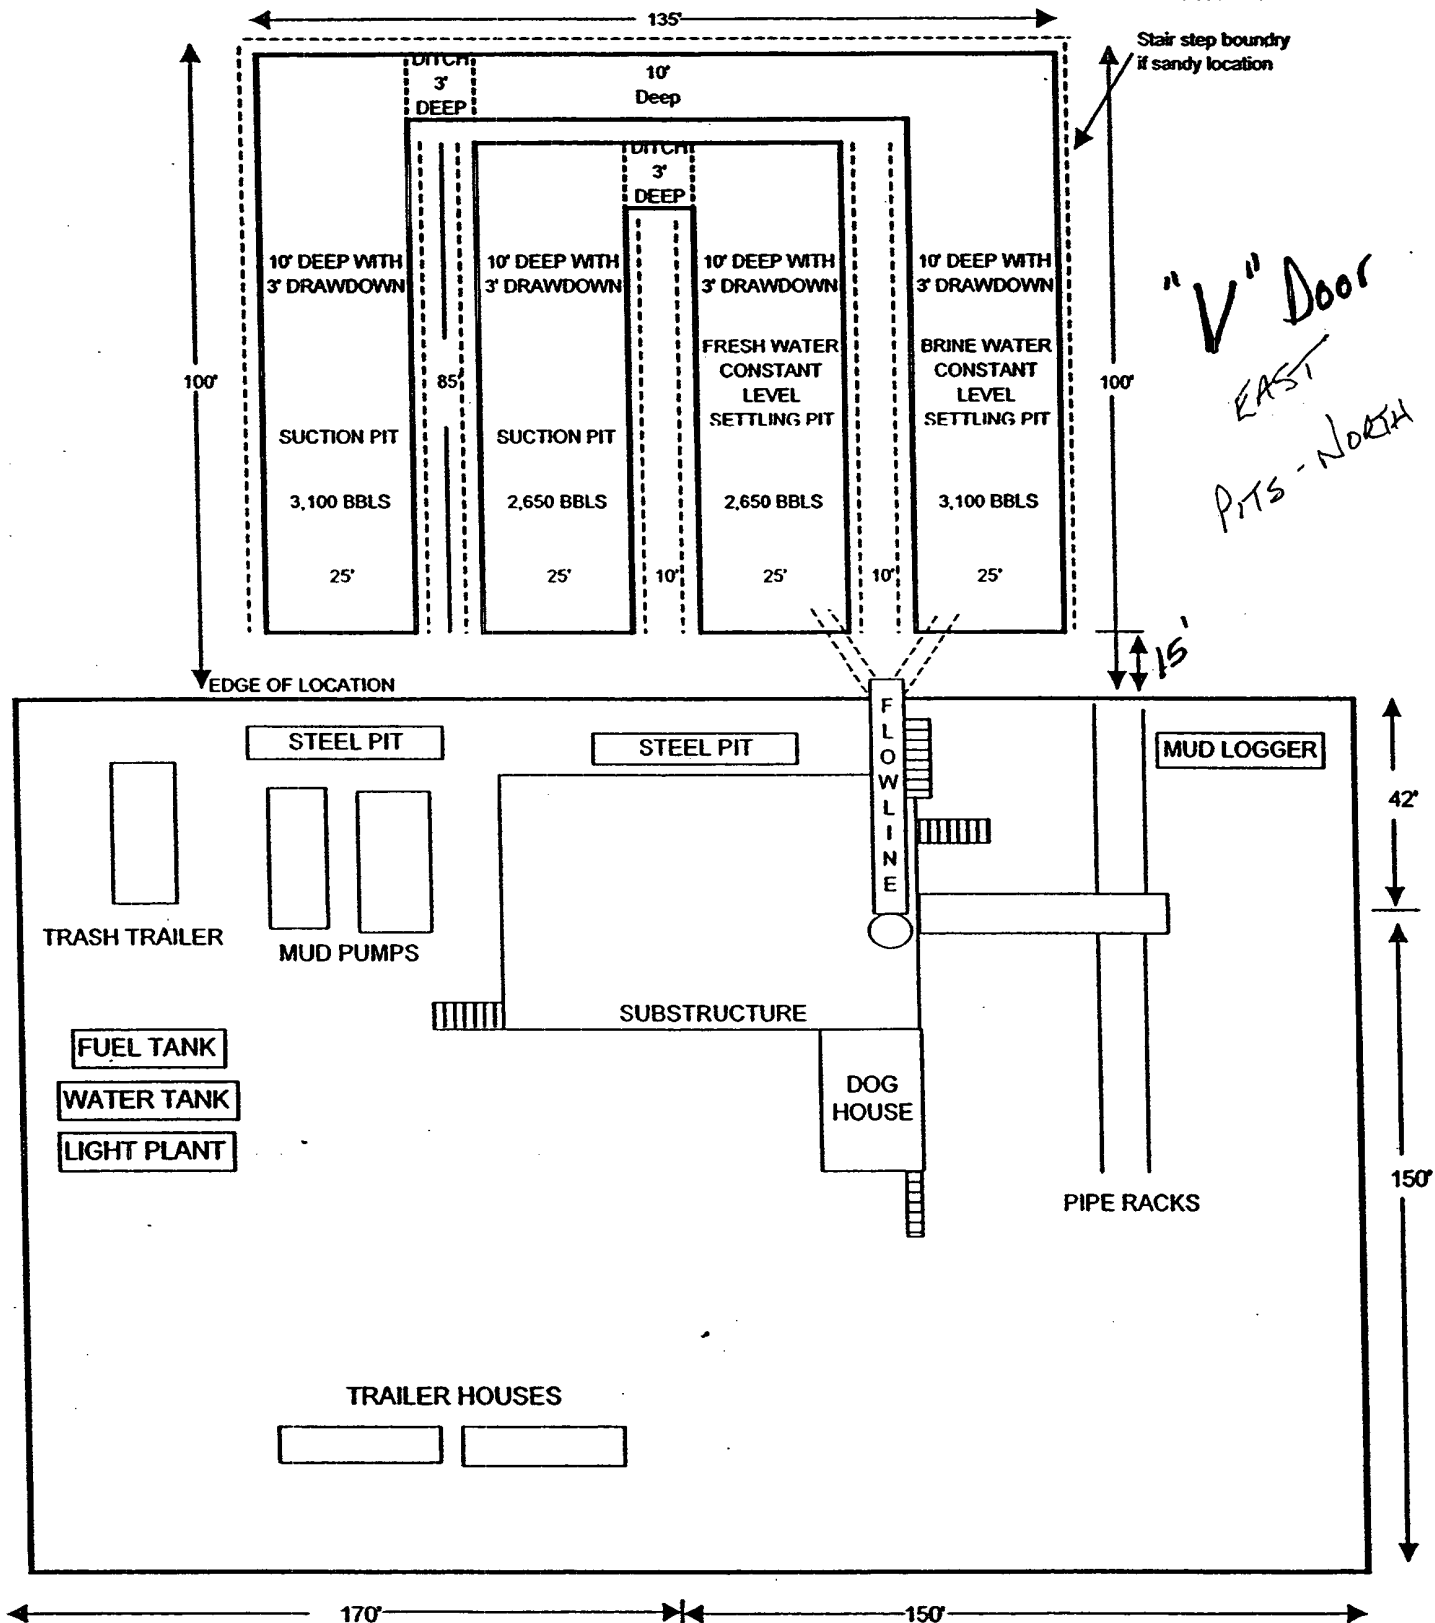 135'
Stair step boundry
if sandy location
DITCH
3'
DEEP
10'
Deep
DITCH
3'
DEEP
10' DEEP WITH
3' DRAWDOWN
10' DEEP WITH
3' DRAWDOWN
10' DEEP WITH
3' DRAWDOWN
10' DEEP WITH
3' DRAWDOWN
"V" Door
EAST
PITS - NORTH
100'
85'
FRESH WATER
CONSTANT
LEVEL
SETTLING PIT
BRINE WATER
CONSTANT
LEVEL
SETTLING PIT
100'
SUCTION PIT
SUCTION PIT
3,100 BBLS
2,650 BBLS
2,650 BBLS
3,100 BBLS
25'
25'
10'
25'
10'
25'
15'
EDGE OF LOCATION
STEEL PIT
STEEL PIT
FLOWLINE
MUD LOGGER
42'
TRASH TRAILER
MUD PUMPS
SUBSTRUCTURE
FUEL TANK
WATER TANK
LIGHT PLANT
DOG
HOUSE
PIPE RACKS
150'
TRAILER HOUSES
170'
150'